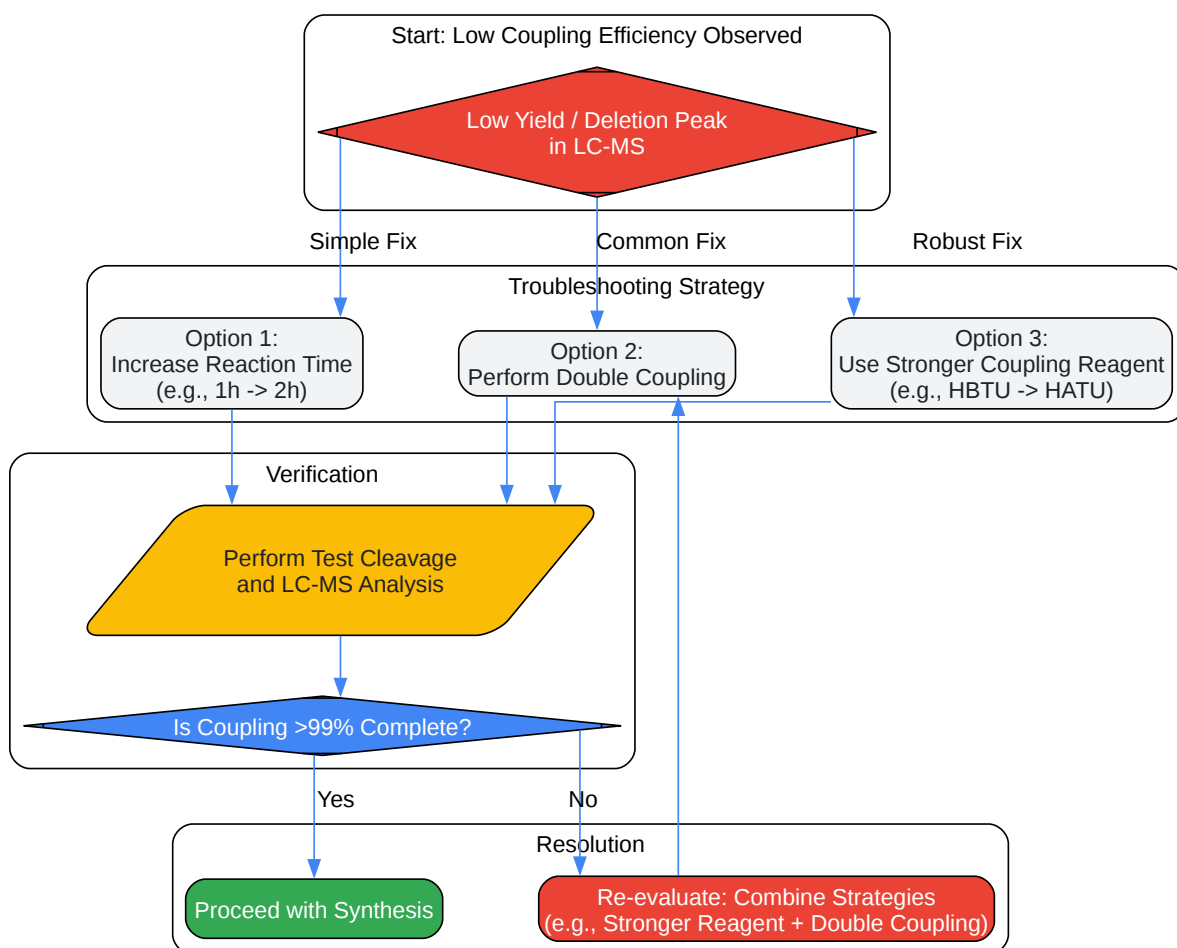 Start: Low Coupling Efficiency Observed
Low Yield / Deletion Peak
in LC-MS
Simple Fix
Common Fix
Robust Fix
Troubleshooting Strategy
Option 1:
Increase Reaction Time
(e.g., 1h -> 2h)
Option 2:
Perform Double Coupling
Option 3:
Use Stronger Coupling Reagent
(e.g., HBTU -> HATU)
Verification
Perform Test Cleavage
and LC-MS Analysis
Is Coupling >99% Complete?
Yes
No
Resolution
Proceed with Synthesis
Re-evaluate: Combine Strategies
(e.g., Stronger Reagent + Double Coupling)